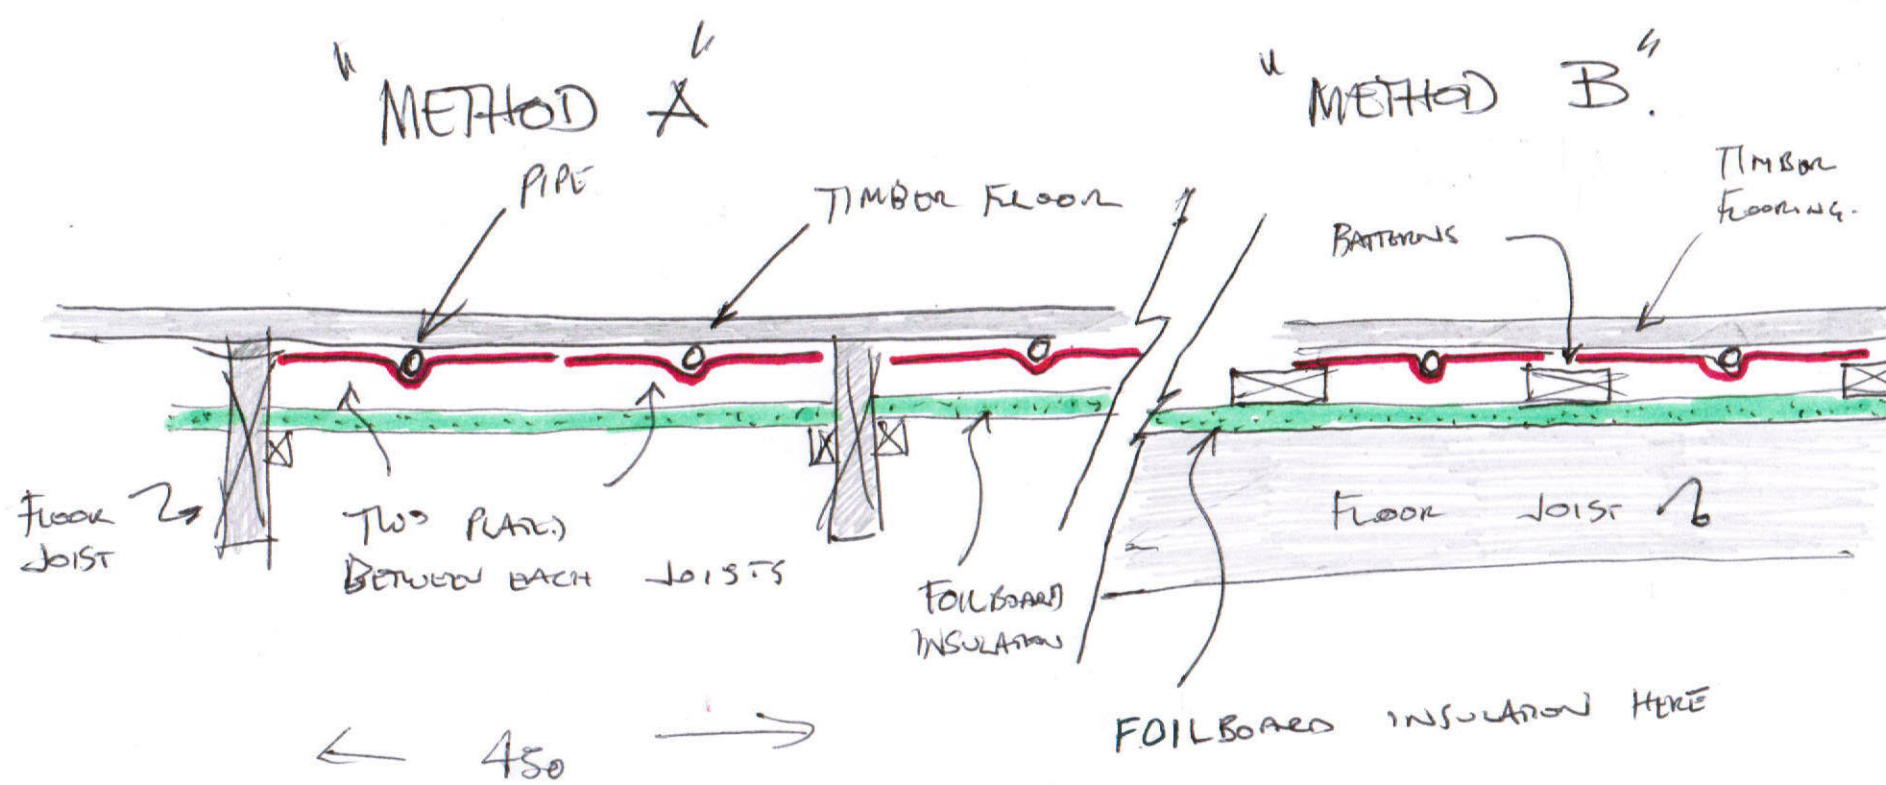 "METHOD A"
PIPE
TIMBER FLOOR
FLOOR
JOIST
TWO PLATES
BETWEEN EACH JOISTS
FOILBOARD
INSULATION
450
"METHOD B".
BATTERNS
TIMBER
FLOORING.
FLOOR JOIST
FOILBOARD INSULATION HERE